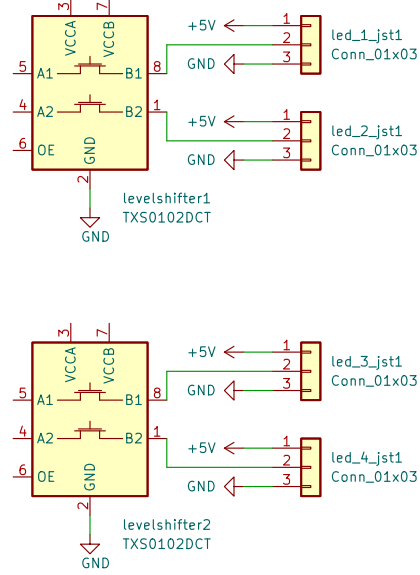 3
7
VCCA
VCCB
5
A1
B1
8
4
A2
B2
1
6
OE
GND
2
GND
levelshifter1
TXS0102DCT
+5V
1
2
GND
3
led_1_jst1
Conn_01x03
+5V
1
2
GND
3
led_2_jst1
Conn_01x03
3
7
VCCA
VCCB
5
A1
B1
8
4
A2
B2
1
6
OE
GND
2
GND
levelshifter2
TXS0102DCT
+5V
1
2
GND
3
led_3_jst1
Conn_01x03
+5V
1
2
GND
3
led_4_jst1
Conn_01x03